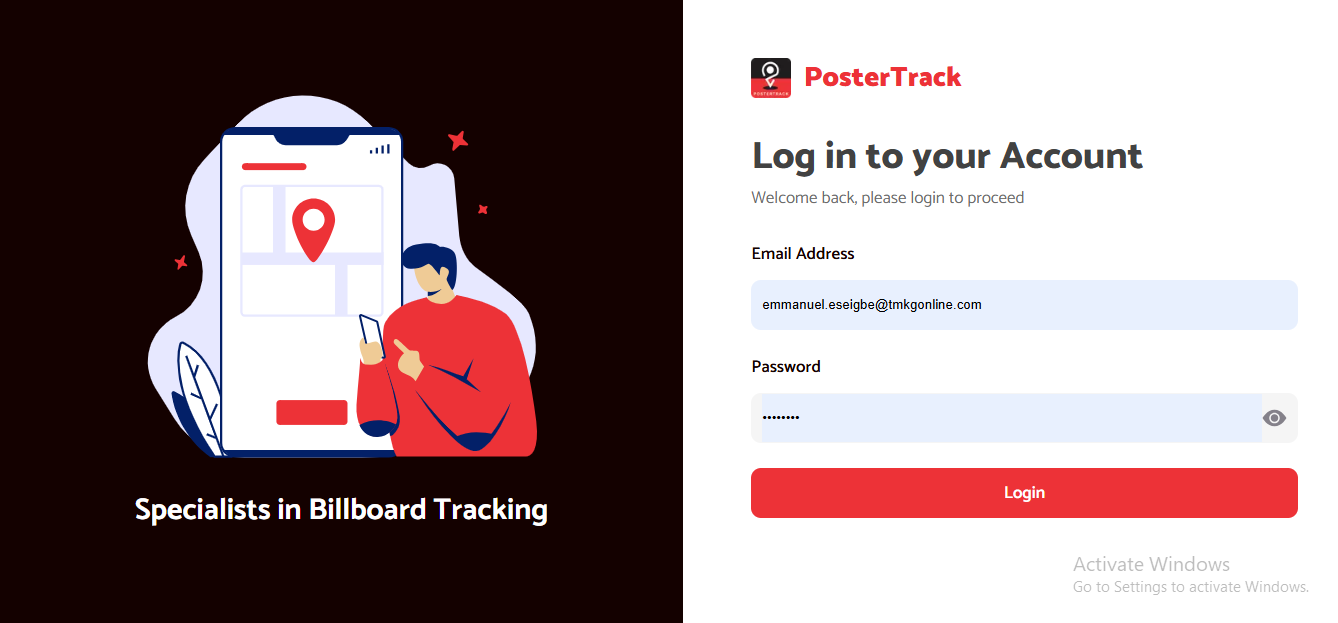 PosterTrack
POSTERTRACK
Log in to your Account
Welcome back, please login to proceed
Email Address
emmanuel.eseigbe@tmkgonline.com
Password
••••••••
Login
Specialists in Billboard Tracking
Activate Windows
Go to Settings to activate Windows.